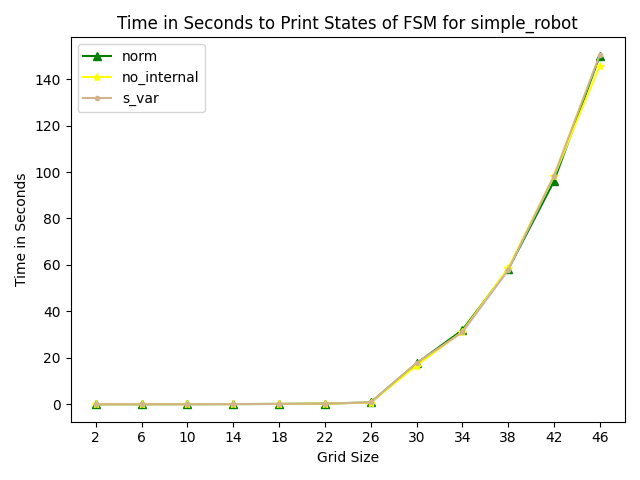 Time in Seconds to Print States of FSM for simple_robot
norm
no_internal
s_var
Time in Seconds
140
120
100
80
60
40
20
0
2 6 10 14 18 22 26 30 34 38 42 46
Grid Size